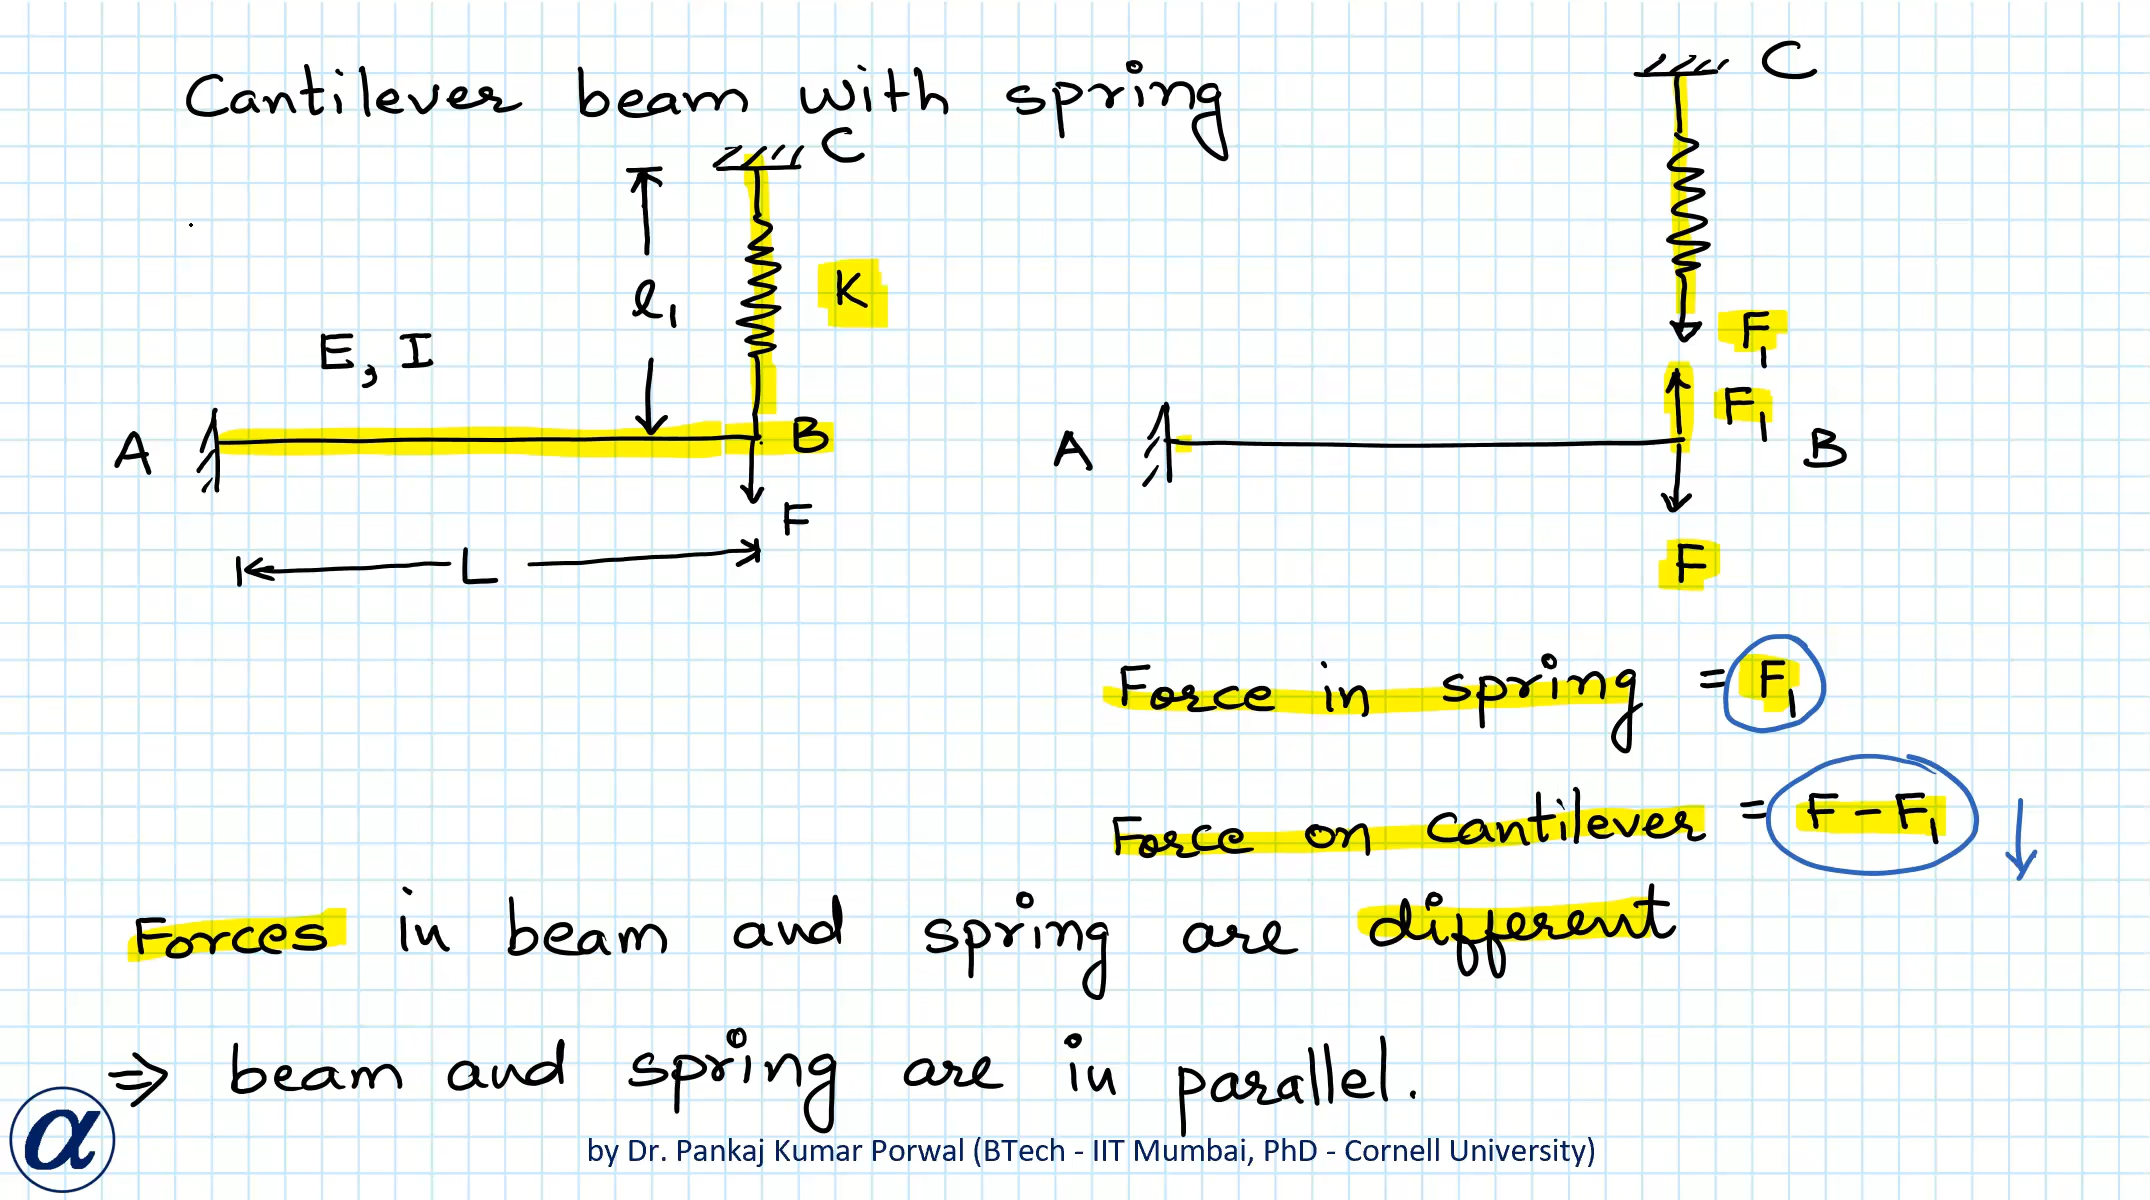 Cantilever beam with spring
C
C
l₁
K
E, I
F₁
F₁
A
B
A
B
F
L
F
Force in spring = F₁
Force on cantilever = F - F₁
Forces in beam and spring are different
⇒ beam and spring are in parallel.
α
by Dr. Pankaj Kumar Porwal (BTech - IIT Mumbai, PhD - Cornell University)